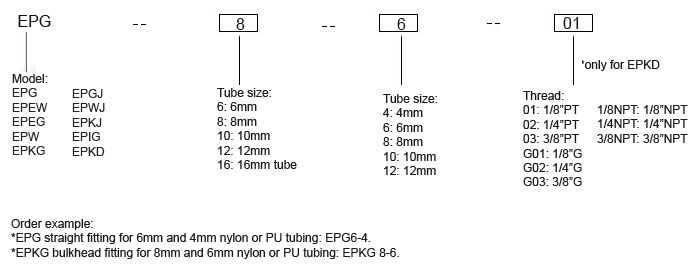 EPG -- 8 -- 6 -- 01
*only for EPKD
Model:
EPG EPGJ
EPEW EPWJ
EPEG EPKJ
EPW EPIG
EPKG EPKD
Tube size:
6: 6mm
8: 8mm
10: 10mm
12: 12mm
16: 16mm tube
Tube size:
4: 4mm
6: 6mm
8: 8mm
10: 10mm
12: 12mm
Thread:
01: 1/8”PT 1/8NPT: 1/8”NPT
02: 1/4”PT 1/4NPT: 1/4”NPT
03: 3/8”PT 3/8NPT: 3/8”NPT
G01: 1/8”G
G02: 1/4”G
G03: 3/8”G
Order example:
*EPG straight fitting for 6mm and 4mm nylon or PU tubing: EPG6-4.
*EPKG bulkhead fitting for 8mm and 6mm nylon or PU tubing: EPKG 8-6.